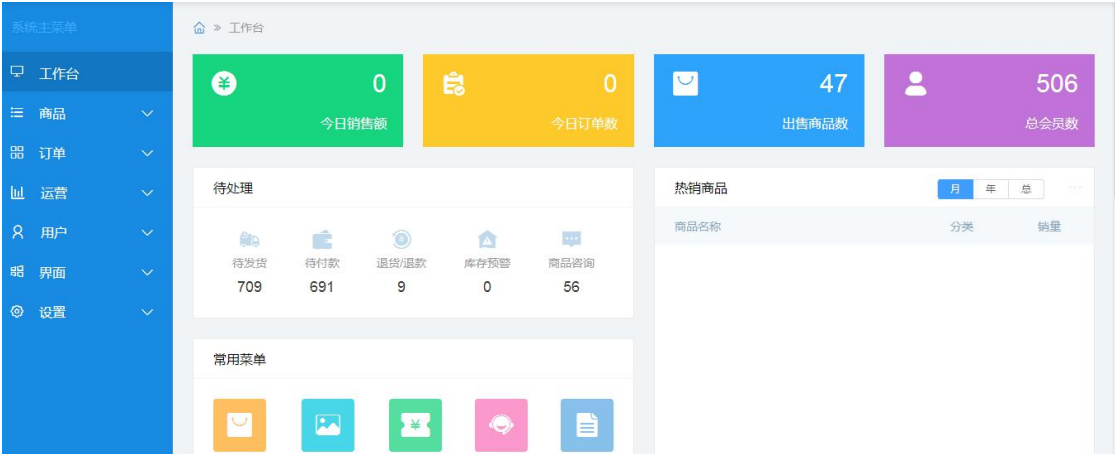 系统主菜单
工作台
商品
订单
运营
用户
界面
设置
» 工作台
¥ 0
今日销售额
0
今日订单数
47
出售商品数
506
总会员数
待处理
待发货 待付款 退货/退款 库存预警 商品咨询
709 691 9 0 56
常用菜单
¥
热销商品 月 年 总 ...
商品名称 分类 销量